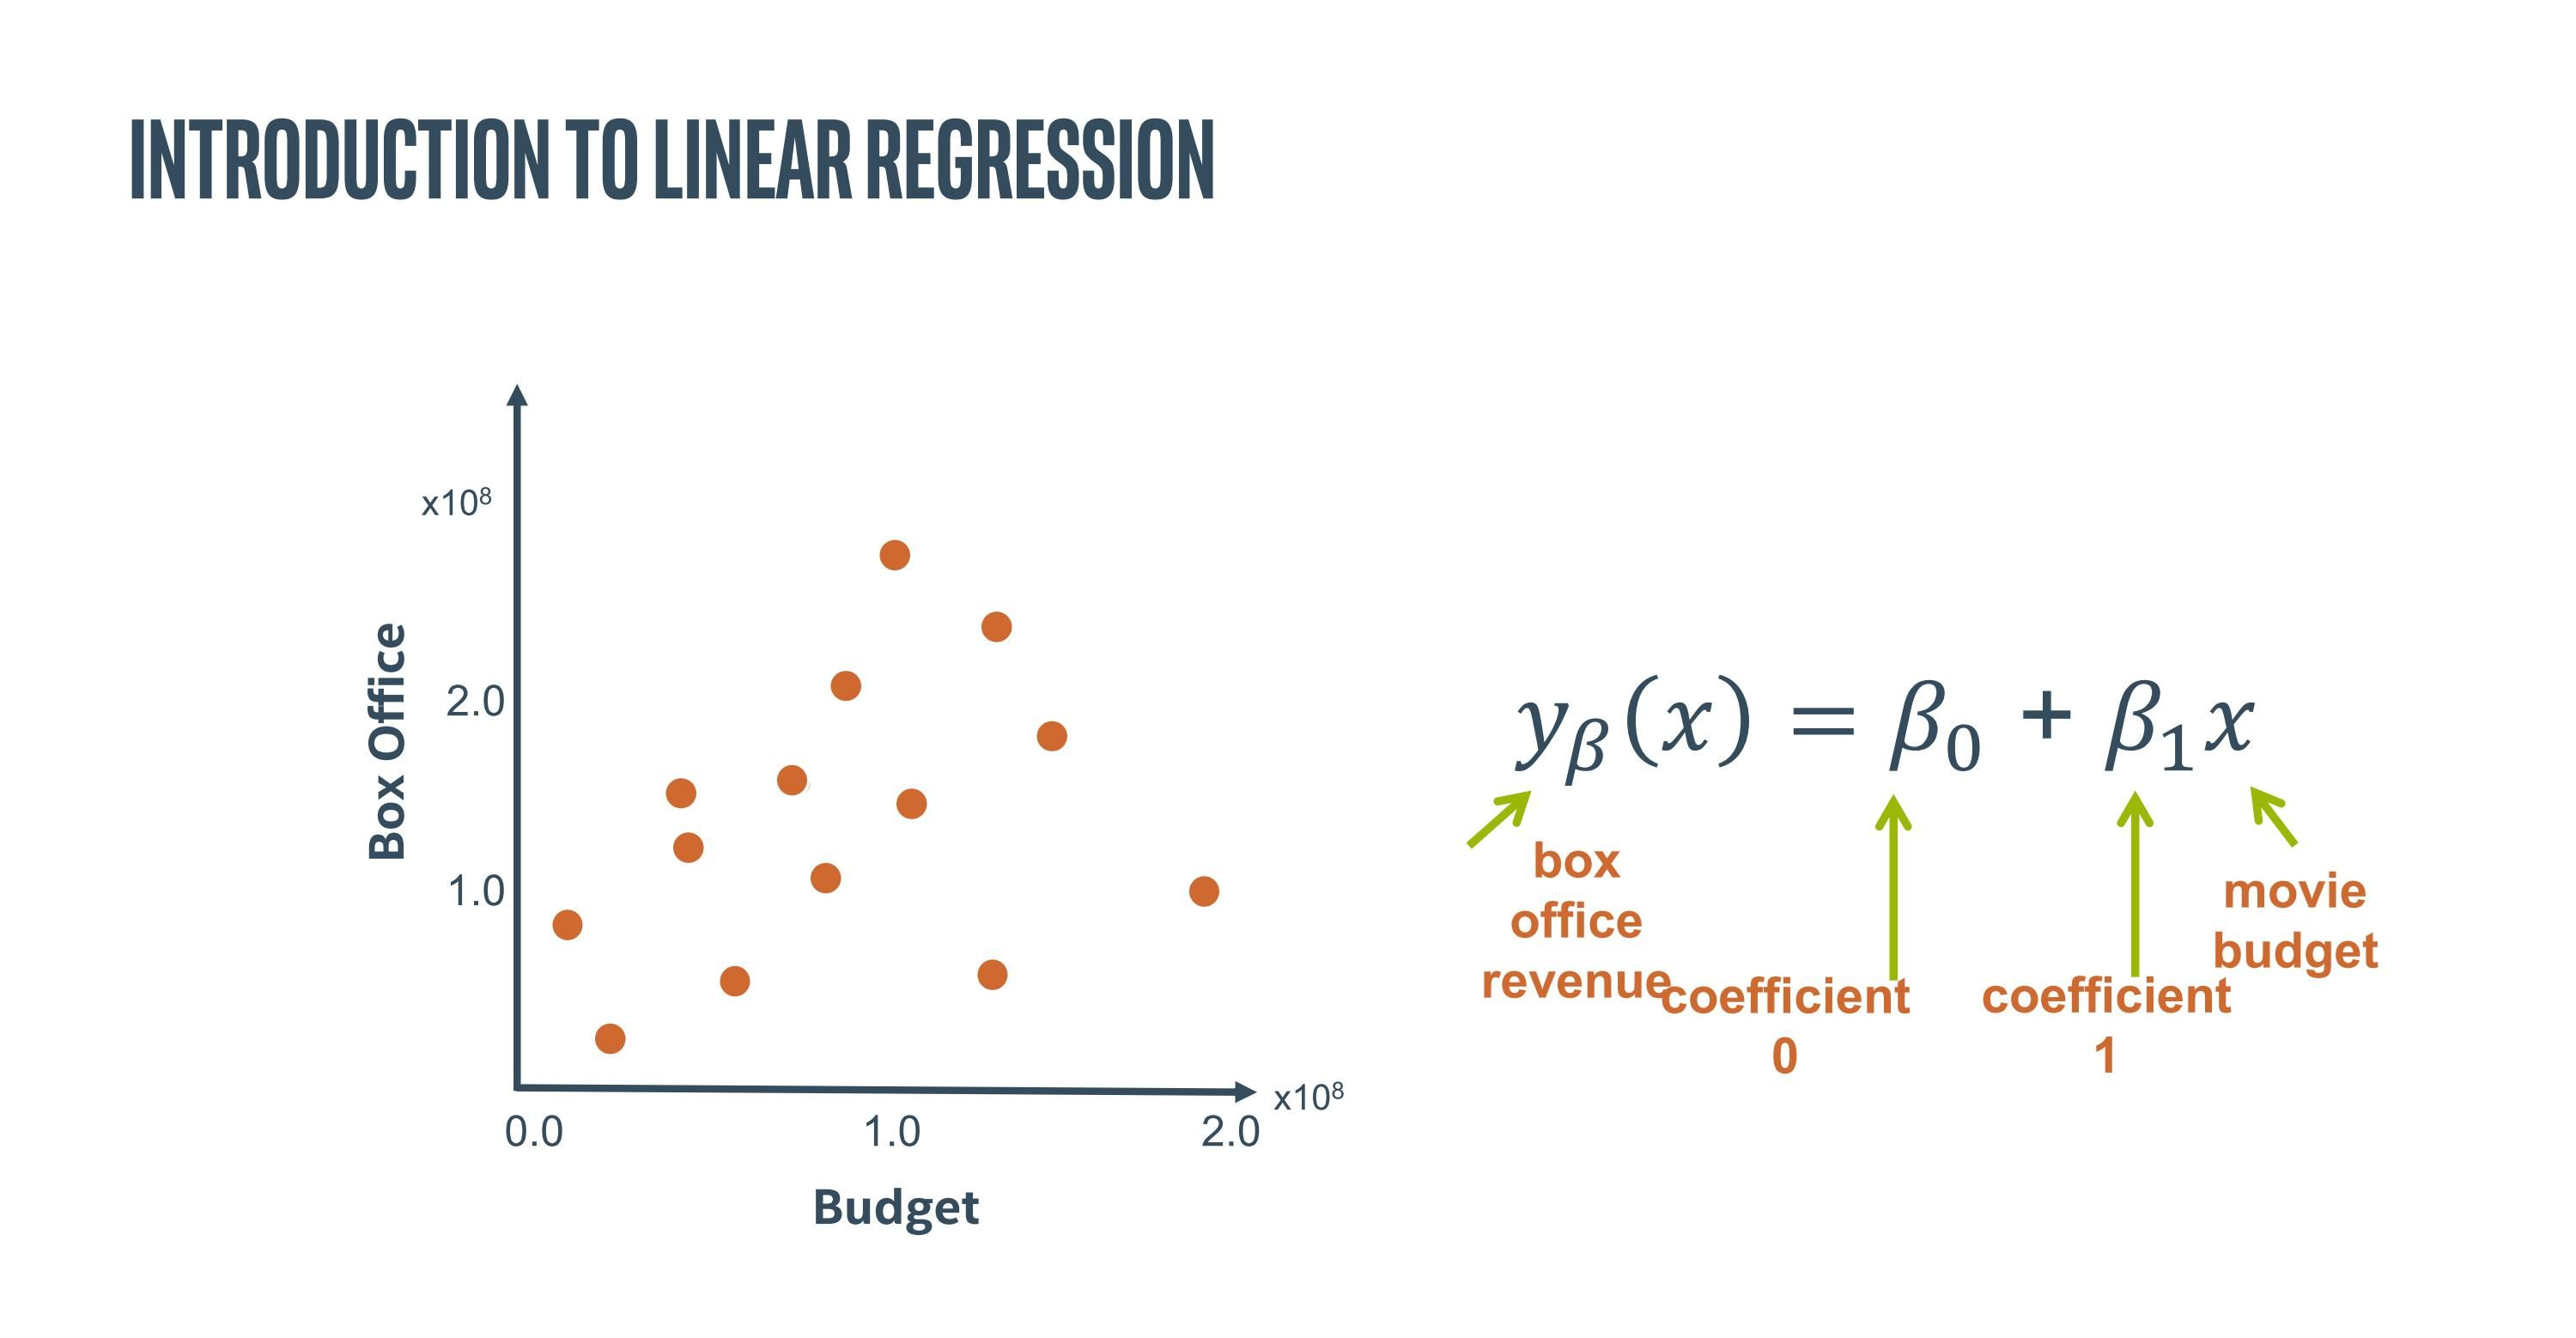 INTRODUCTION TO LINEAR REGRESSION
x10⁸
Box Office
2.0
1.0
0.0
1.0
2.0
x10⁸
Budget
yᵦ(x) = β₀ + β₁x
box
office
revenue
coefficient
0
coefficient
1
movie
budget